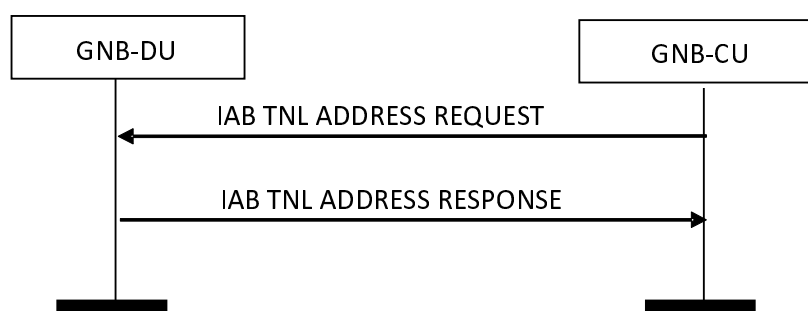 GNB-DU
GNB-CU
IAB TNL ADDRESS REQUEST
IAB TNL ADDRESS RESPONSE